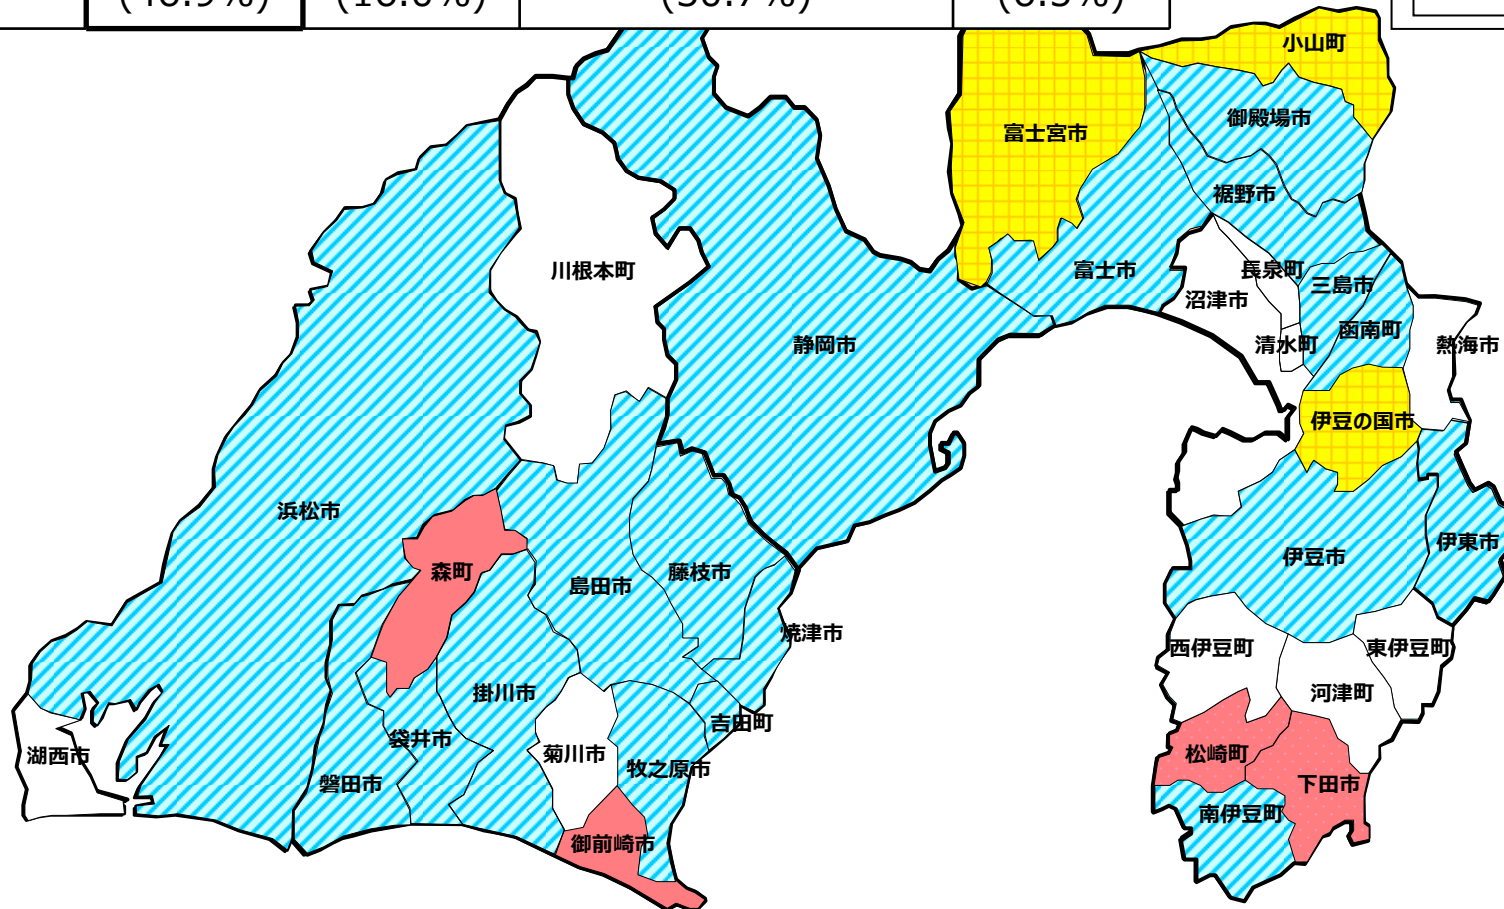 小山町
御殿場市
富士宮市
裾野市
川根本町
富士市
長泉町
三島市
沼津市
函南町
清水町
熱海市
静岡市
伊豆の国市
浜松市
伊東市
伊豆市
森町
藤枝市
島田市
焼津市
西伊豆町
東伊豆町
掛川市
河津町
吉田町
袋井市
湖西市
菊川市
松崎町
牧之原市
磐田市
下田市
南伊豆町
御前崎市